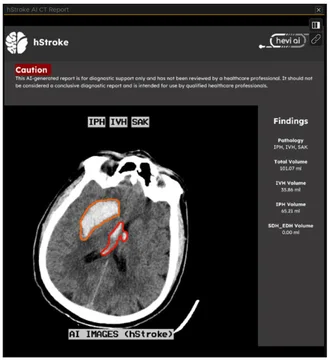 hStroke AI CT Report
hStroke
hevi ai
Caution
This AI-generated report is for diagnostic support only and has not been reviewed by a healthcare professional. It should not
be considered a conclusive diagnostic report and is intended for use by qualified healthcare professionals.
IPH IVH SAK
AI IMAGES (hStroke)
Findings
Pathology
IPH, IVH, SAK
Total Volume
101.07 ml
IVH Volume
35.86 ml
IPH Volume
65.21 ml
SDH_EDH Volume
0.00 ml